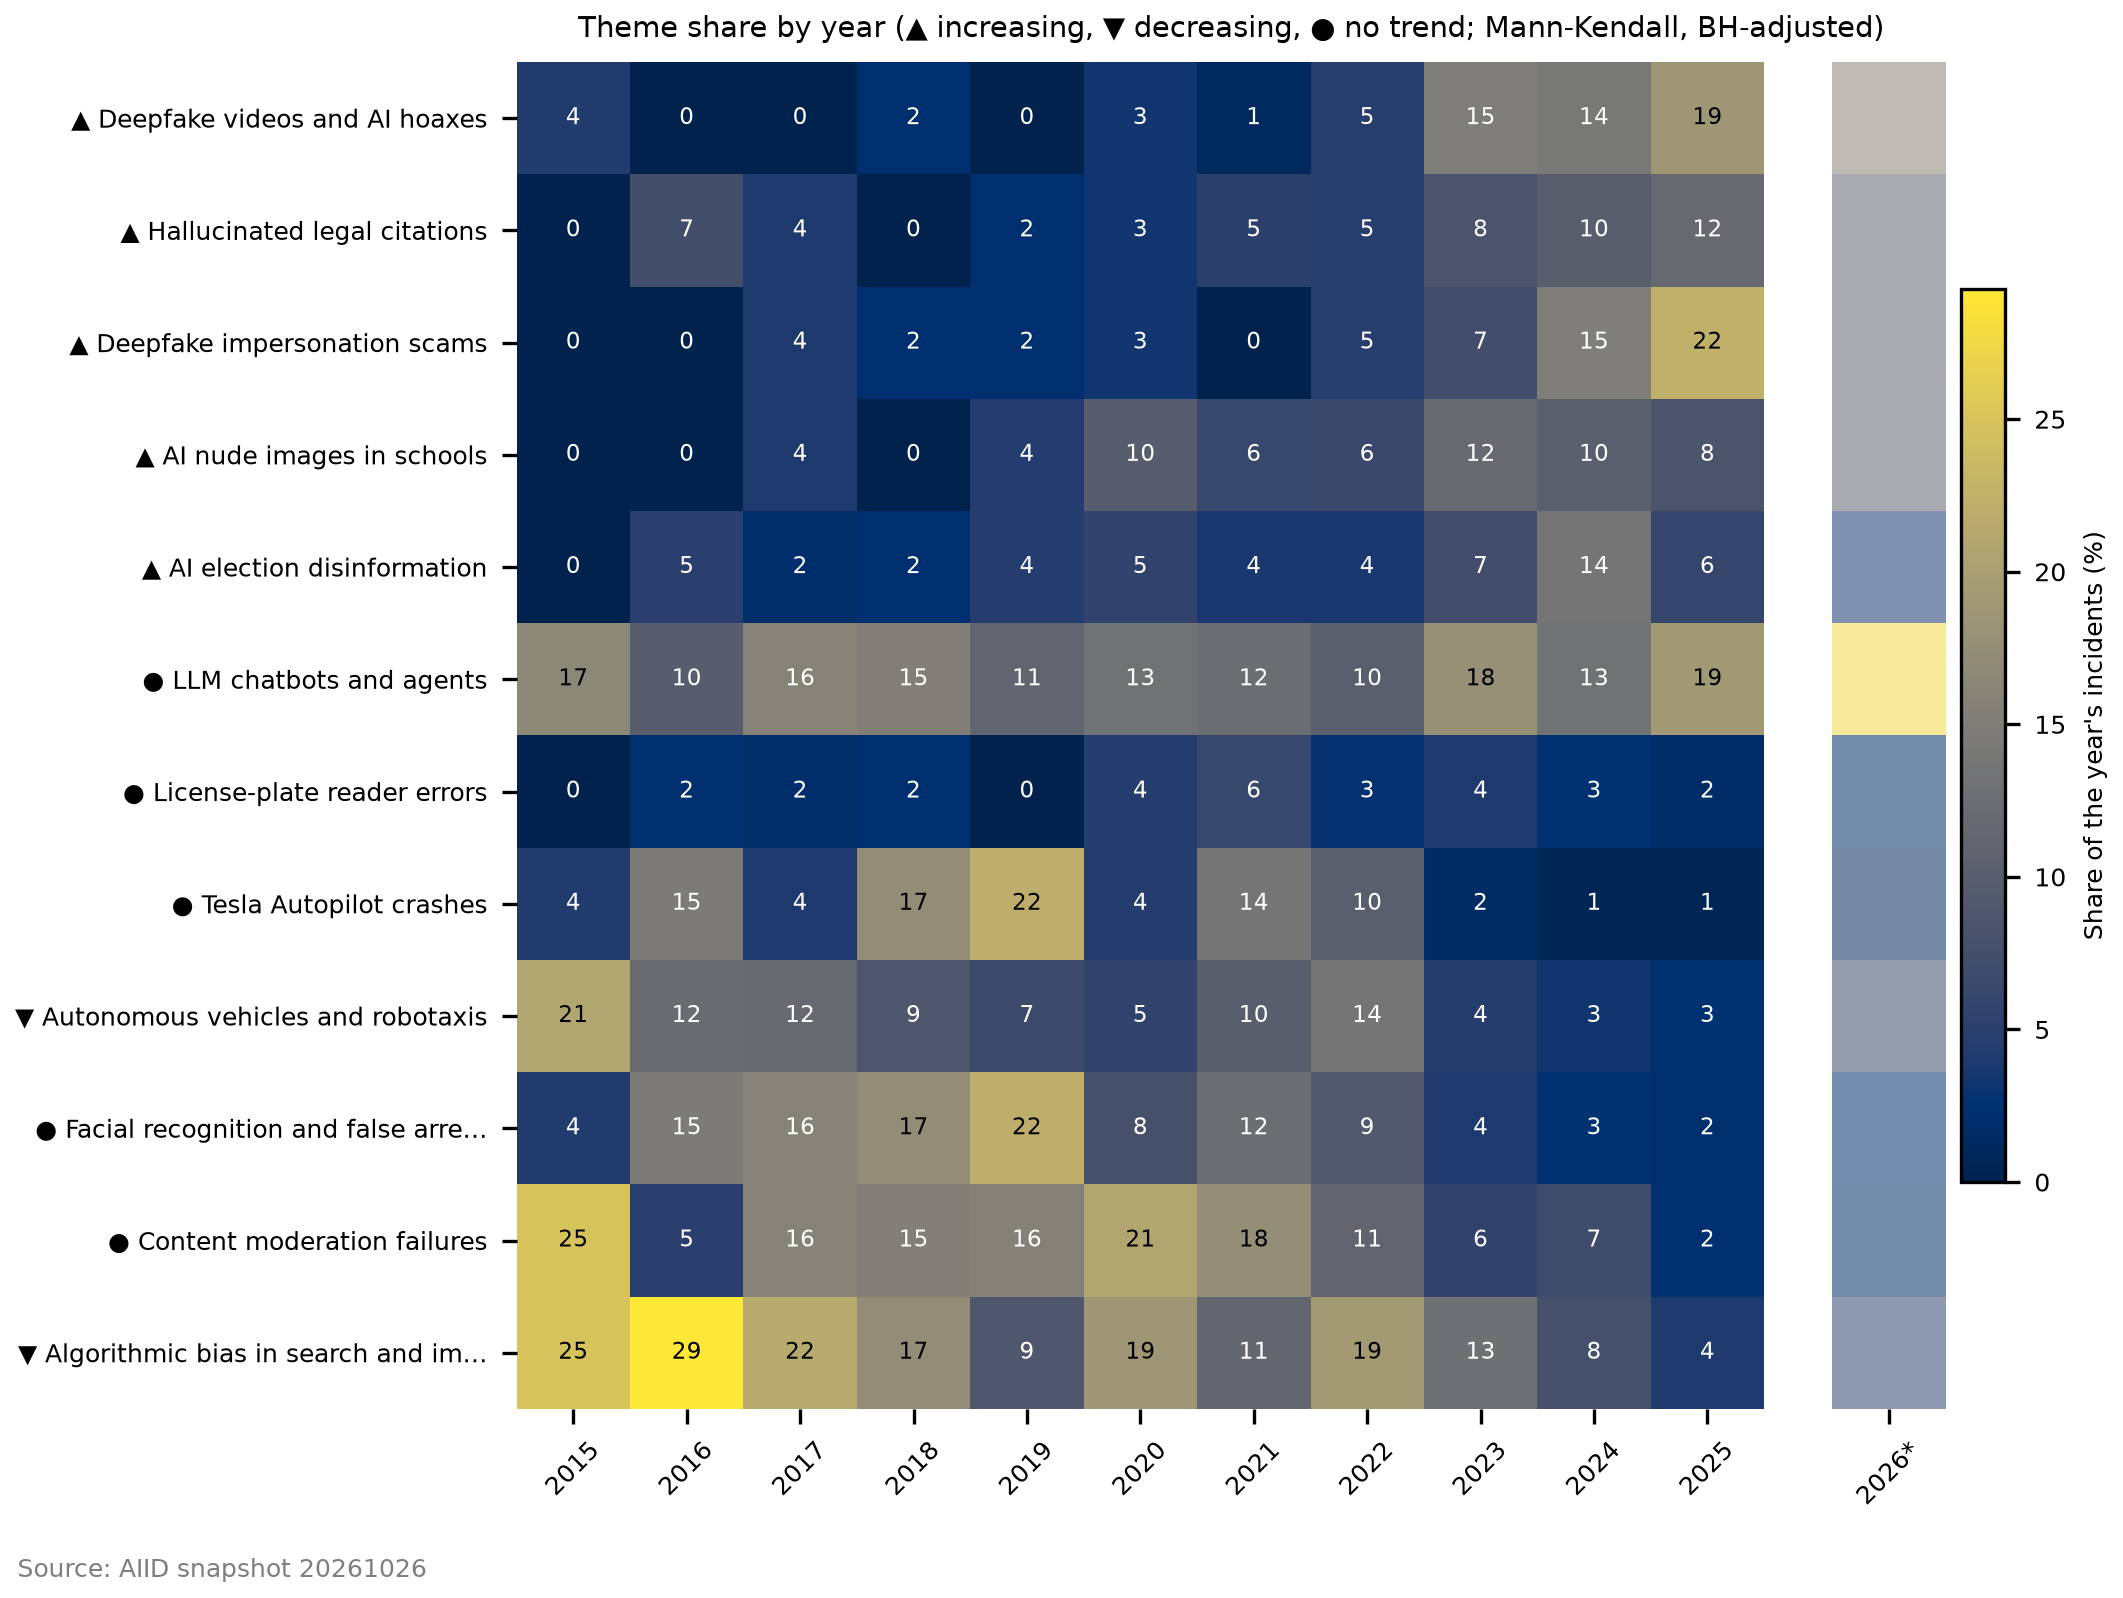 Theme share by year (▲ increasing, ▼ decreasing, ● no trend; Mann-Kendall, BH-adjusted)
▲ Deepfake videos and AI hoaxes 4 0 0 2 0 3 1 5 15 14 19
▲ Hallucinated legal citations 0 7 4 0 2 3 5 5 8 10 12
▲ Deepfake impersonation scams 0 0 4 2 2 3 0 5 7 15 22
▲ AI nude images in schools 0 0 4 0 4 10 6 6 12 10 8
▲ AI election disinformation 0 5 2 2 4 5 4 4 7 14 6
● LLM chatbots and agents 17 10 16 15 11 13 12 10 18 13 19
● License-plate reader errors 0 2 2 2 0 4 6 3 4 3 2
● Tesla Autopilot crashes 4 15 4 17 22 4 14 10 2 1 1
▼ Autonomous vehicles and robotaxis 21 12 12 9 7 5 10 14 4 3 3
● Facial recognition and false arre... 4 15 16 17 22 8 12 9 4 3 2
● Content moderation failures 25 5 16 15 16 21 18 11 6 7 2
▼ Algorithmic bias in search and im... 25 29 22 17 9 19 11 19 13 8 4
2015 2016 2017 2018 2019 2020 2021 2022 2023 2024 2025 2026*
25
20
15
10
5
0
Share of the year's incidents (%)
Source: AIID snapshot 20261026